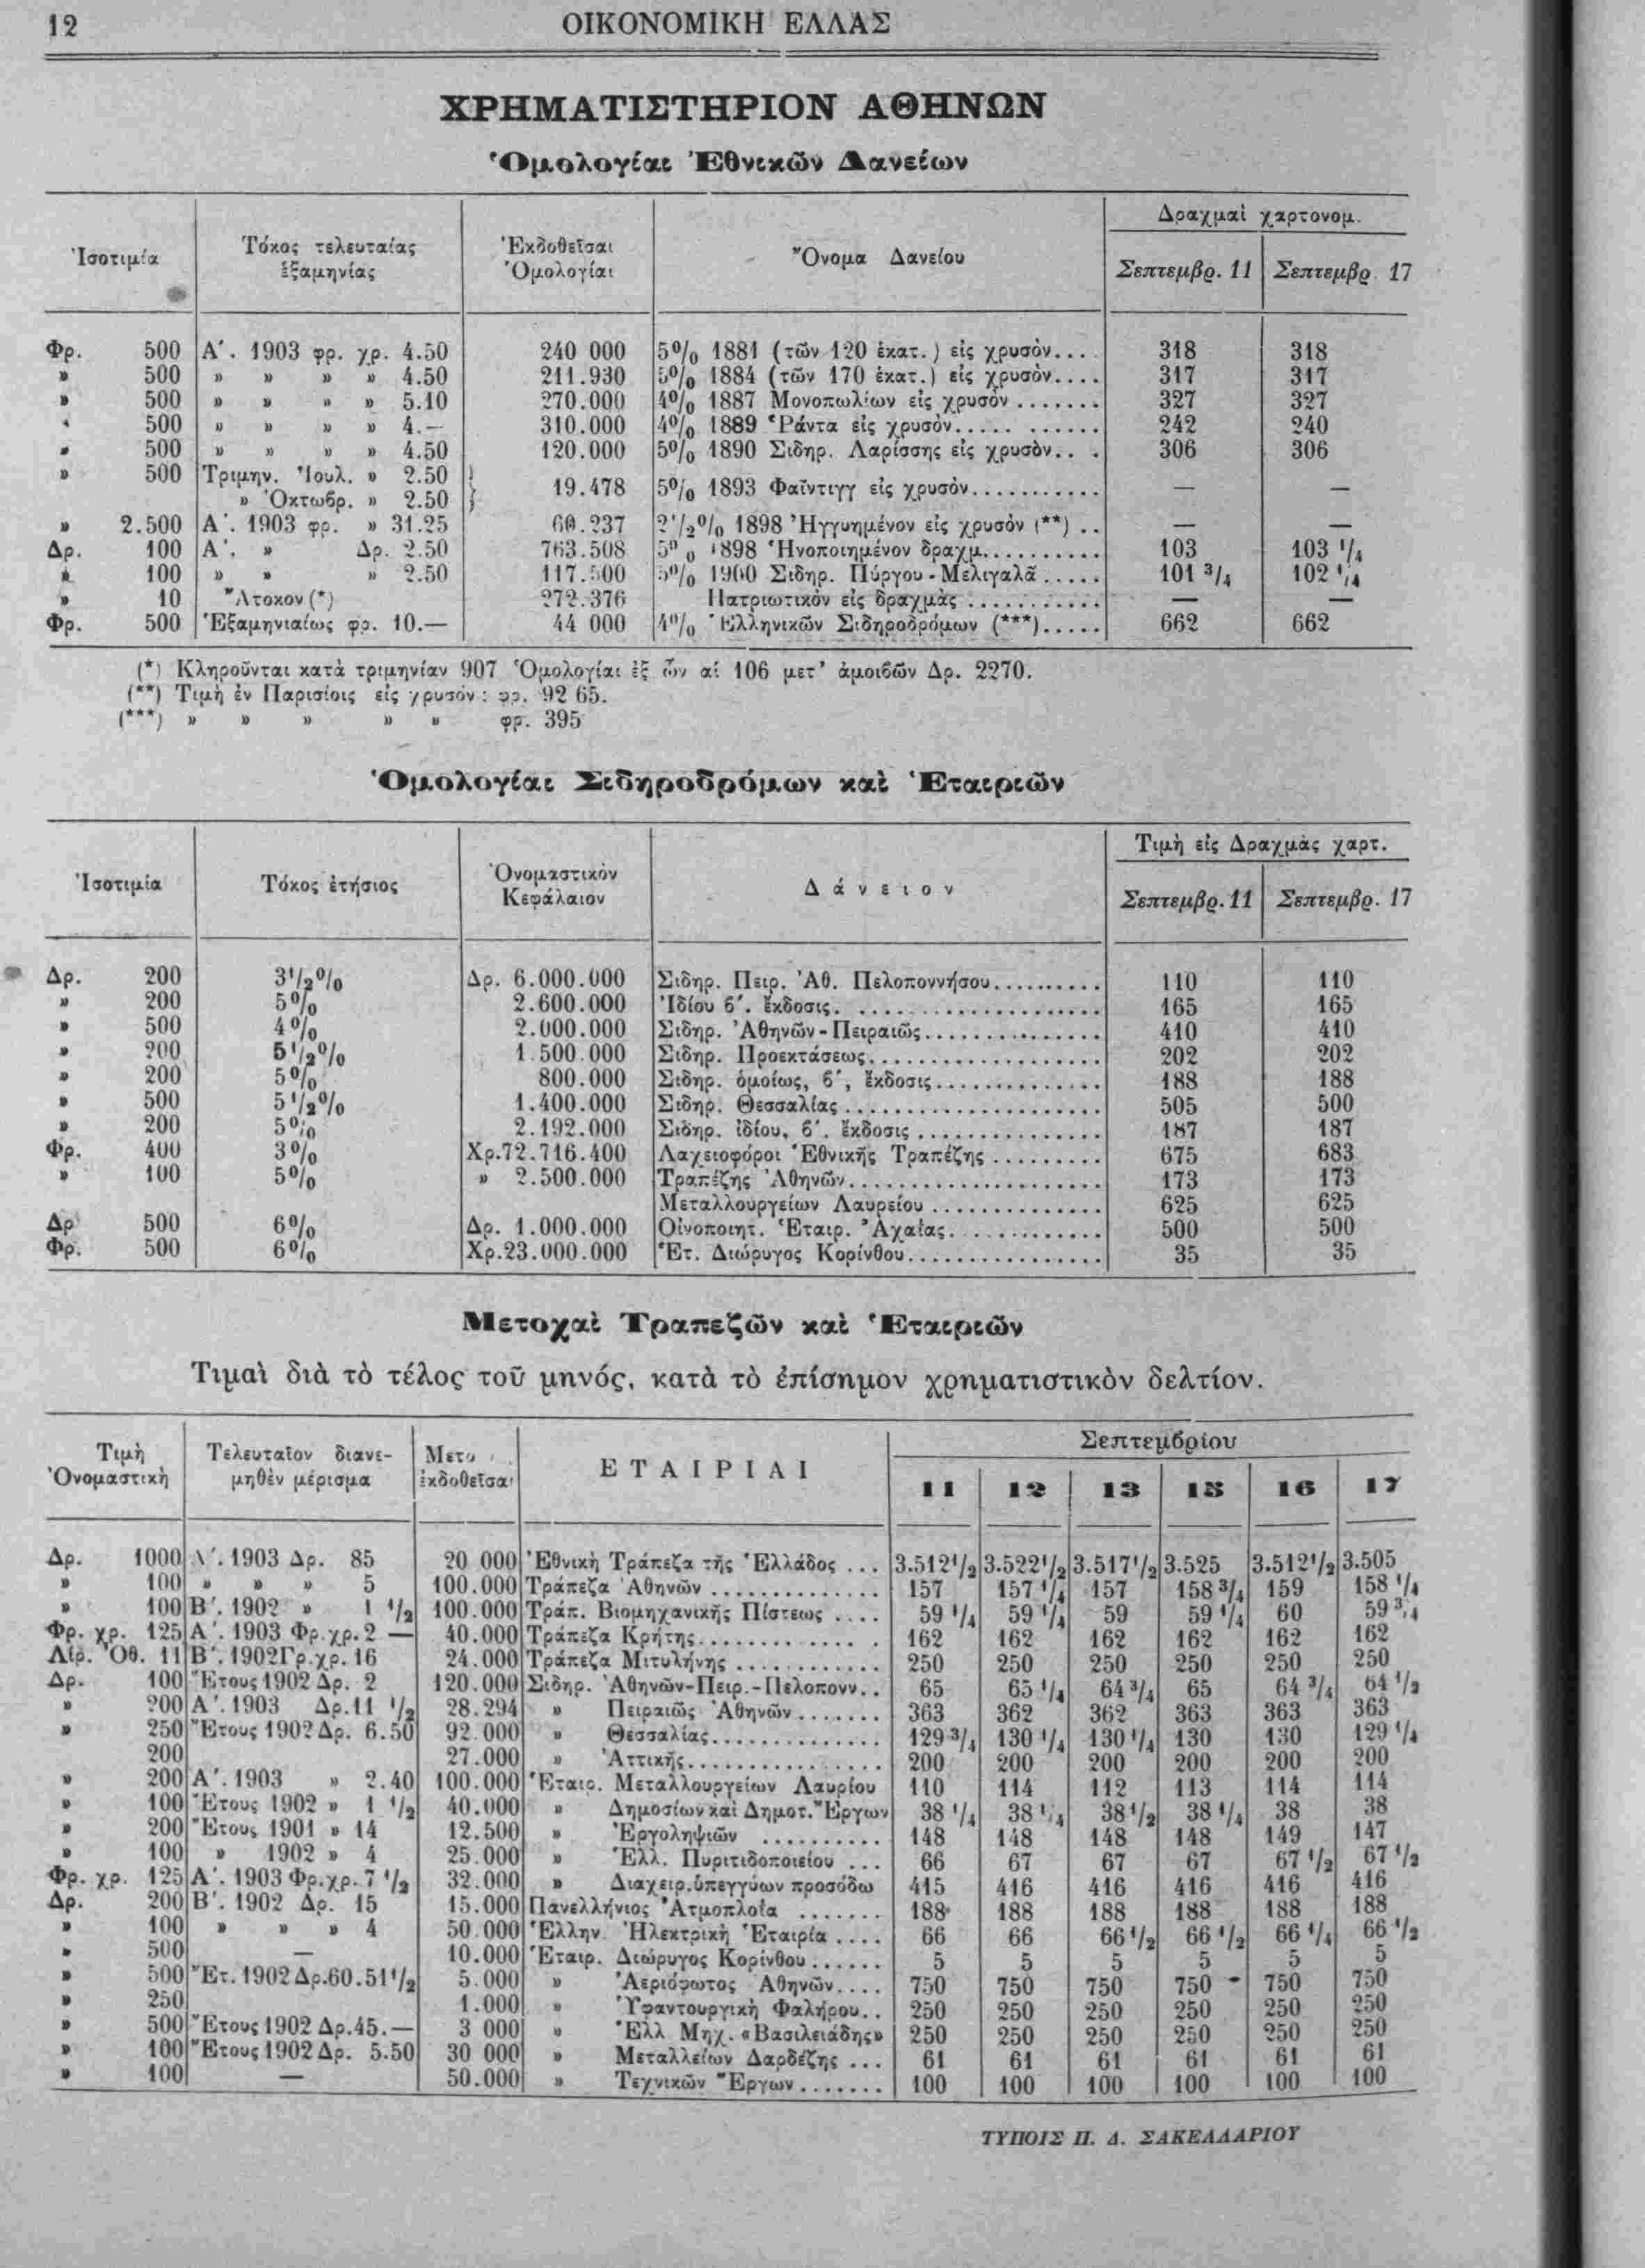 12
ΟΙΚΟΝΟΜΙΚΗ ΕΛΛΑΣ
ΧΡΗΜΑΤΙΣΤΗΡΙΟΝ ΑΘΗΝΩΝ
Ὁμολογίαι Ἐθνικῶν Δανείων
Ἰσοτιμία Τόκος τελευταίας ἑξαμηνίας Ἐκδοθεῖσαι Ὁμολογίαι Ὄνομα Δανείου Δραχμαὶ χαρτονομ.
Σεπτεμβρ. 11 Σεπτεμβρ. 17
Φρ. 500 Α΄. 1903 φρ. χρ. 4.50 240 000 5% 1881 (τῶν 120 ἑκατ.) εἰς χρυσόν.... 318 318
» 500 » » » » 4.50 211.930 5% 1884 (τῶν 170 ἑκατ.) εἰς χρυσόν.... 317 317
» 500 » » » » 5.10 270.000 4% 1887 Μονοπωλίων εἰς χρυσόν....... 327 327
500 » » » » 4.— 310.000 4% 1889 Ῥάντα εἰς χρυσὸν........... 242 240
» 500 » » » » 4.50 120.000 5% 1890 Σιδηρ. Λαρίσσης εἰς χρυσὸν... 306 306
» 500 Τριμην. Ἰουλ. » 2.50
» Ὀκτωβρ. » 2.50 19.478 5% 1893 Φαῖντιγγ εἰς χρυσόν........... — —
» 2.500 Α΄. 1903 φρ. » 31.25 60.237 2 1/2% 1898 Ἠγγυημένον εἰς χρυσόν (**) .. — —
Δρ. 100 Α΄. » Δρ. 2.50 763.508 5% 1898 Ἡνοποιημένον δραχμ.......... 103 103 1/4
» 100 » » » 2.50 117.500 5% 1900 Σιδηρ. Πύργου-Μελιγαλᾶ..... 101 3/4 102 1/4
» 10 Ἄτοκον (*) 272.376 Πατριωτικὸν εἰς δραχμὰς........... — —
Φρ. 500 Ἑξαμηνιαίως φρ. 10.— 44 000 4% Ἑλληνικῶν Σιδηροδρόμων (***)..... 662 662
(*) Κληροῦνται κατὰ τριμηνίαν 907 Ὁμολογίαι ἐξ ὧν αἱ 106 μετ’ ἀμοιβῶν Δρ. 2270.
(**) Τιμὴ ἐν Παρισίοις εἰς χρυσόν: φρ. 92 65.
(***) » » » » » φρ. 395
Ὁμολογίαι Σιδηροδρόμων καὶ Ἑταιριῶν
Ἰσοτιμία Τόκος ἐτήσιος Ὀνομαστικὸν Κεφάλαιον Δάνειον Τιμὴ εἰς Δραχμὰς χαρτ.
Σεπτεμβρ. 11 Σεπτεμβρ. 17
Δρ. 200 3 1/2% Δρ. 6.000.000 Σιδηρ. Πειρ. Ἀθ. Πελοποννήσου.......... 110 110
» 200 5% 2.600.000 Ἰδίου β΄. ἔκδοσις.................... 165 165
» 500 4% 2.000.000 Σιδηρ. Ἀθηνῶν-Πειραιῶς............... 410 410
» 200 5 1/2% 1.500.000 Σιδηρ. Προεκτάσεως.................... 202 202
» 200 5% 800.000 Σιδηρ. ὁμοίως, β΄, ἔκδοσις.............. 188 188
» 500 5 1/2% 1.400.000 Σιδηρ. Θεσσαλίας...................... 505 500
» 200 5% 2.192.000 Σιδηρ. ἰδίου, β΄. ἔκδοσις................ 187 187
Φρ. 400 3% Χρ.72.716.400 Λαχειοφόροι Ἐθνικῆς Τραπέζης......... 675 683
» 100 5% » 2.500.000 Τραπέζης Ἀθηνῶν...................... 173 173
Μεταλλουργείων Λαυρείου.............. 625 625
Δρ 500 6% Δρ. 1.000.000 Οἰνοποιητ. Ἑταιρ. Ἀχαΐας............. 500 500
Φρ. 500 6% Χρ.23.000.000 Ἑτ. Διώρυγος Κορίνθου................ 35 35
Μετοχαὶ Τραπεζῶν καὶ Ἑταιριῶν
Τιμαὶ διὰ τὸ τέλος τοῦ μηνός, κατὰ τὸ ἐπίσημον χρηματιστικὸν δελτίον.
Τιμὴ Ὀνομαστικὴ Τελευταῖον διανεμηθὲν μέρισμα ἐκδοθεῖσαι ΕΤΑΙΡΙΑΙ Σεπτεμβρίου
11 12 13 15 16 17
Δρ. 1000 Α΄. 1903 Δρ. 85 20 000 Ἐθνικὴ Τράπεζα τῆς Ἑλλάδος ... 3.512 1/2 3.522 1/2 3.517 1/2 3.525 3.512 1/2 3.505
» 100 » » » 5 100.000 Τράπεζα Ἀθηνῶν.............. 157 157 1/4 157 158 3/4 159 158 1/4
» 100 Β΄. 1902 » 1 1/2 100.000 Τράπ. Βιομηχανικῆς Πίστεως .... 59 1/4 59 1/4 59 59 1/4 60 59 3/4
Φρ. χρ. 125 Α΄. 1903 Φρ.χρ.2 — 40.000 Τράπεζα Κρήτης.............. 162 162 162 162 162 162
Λίρ. Ὀθ. 11 Β΄. 1902 Γρ.χρ. 16 24.000 Τράπεζα Μιτυλήνης ............ 250 250 250 250 250 250
Δρ. 100 Ἔτους 1902 Δρ. 2 120.000 Σιδηρ. Ἀθηνῶν-Πειρ.-Πελοπονν.. 65 65 1/4 64 3/4 65 64 3/4 64 1/2
» 200 Α΄. 1903 Δρ.11 1/2 28.294 » Πειραιῶς Ἀθηνῶν....... 363 362 362 363 363 363
» 250 Ἔτους 1902 Δρ. 6.50 92.000 » Θεσσαλίας.............. 129 3/4 130 1/4 130 1/4 130 130 129 1/4
200 27.000 » Ἀττικῆς................ 200 200 200 200 200 200
» 200 Α΄. 1903 » 2.40 100.000 Ἑταιρ. Μεταλλουργείων Λαυρίου 110 114 112 113 114 114
» 100 Ἔτους 1902 » 1 1/2 40.000 » Δημοσίων καὶ Δημοτ. Ἔργων 38 1/4 38 1/4 38 1/2 38 1/4 38 38
» 200 Ἔτους 1901 » 14 12.500 » Ἐργοληψιῶν .......... 148 148 148 148 149 147
» 100 » 1902 » 4 25.000 » Ἑλλ. Πυριτιδοποιείου ... 66 67 67 67 67 1/2 67 1/2
Φρ. χρ. 125 Α΄. 1903 Φρ.χρ. 7 1/2 32.000 » Διαχειρ. ὑπεγγύων προσόδω 415 416 416 416 416 416
Δρ. 200 Β΄. 1902 Δρ. 15 15.000 Πανελλήνιος Ἀτμοπλοΐα ....... 188 188 188 188 188 188
» 100 » » » 4 50.000 Ἑλλην. Ἠλεκτρικὴ Ἑταιρία .... 66 66 66 1/2 66 1/2 66 1/4 66 1/2
» 500 — 10.000 Ἑταιρ. Διώρυγος Κορίνθου...... 5 5 5 5 5 5
» 500 Ἔτ. 1902 Δρ.60.51 1/2 5.000 » Ἀεριόφωτος Ἀθηνῶν.... 750 750 750 750 750 750
» 250 1.000 » Ὑφαντουργικὴ Φαλήρου.. 250 250 250 250 250 250
» 500 Ἔτους 1902 Δρ.45.— 3 000 » Ἑλλ Μηχ. «Βασιλειάδης» 250 250 250 250 250 250
» 100 Ἔτους 1902 Δρ. 5.50 30 000 » Μεταλλείων Δαρδέζης ... 61 61 61 61 61 61
» 100 — 50.000 » Τεχνικῶν Ἔργων....... 100 100 100 100 100 100
ΤΥΠΟΙΣ Π. Δ. ΣΑΚΕΛΛΑΡΙΟΥ